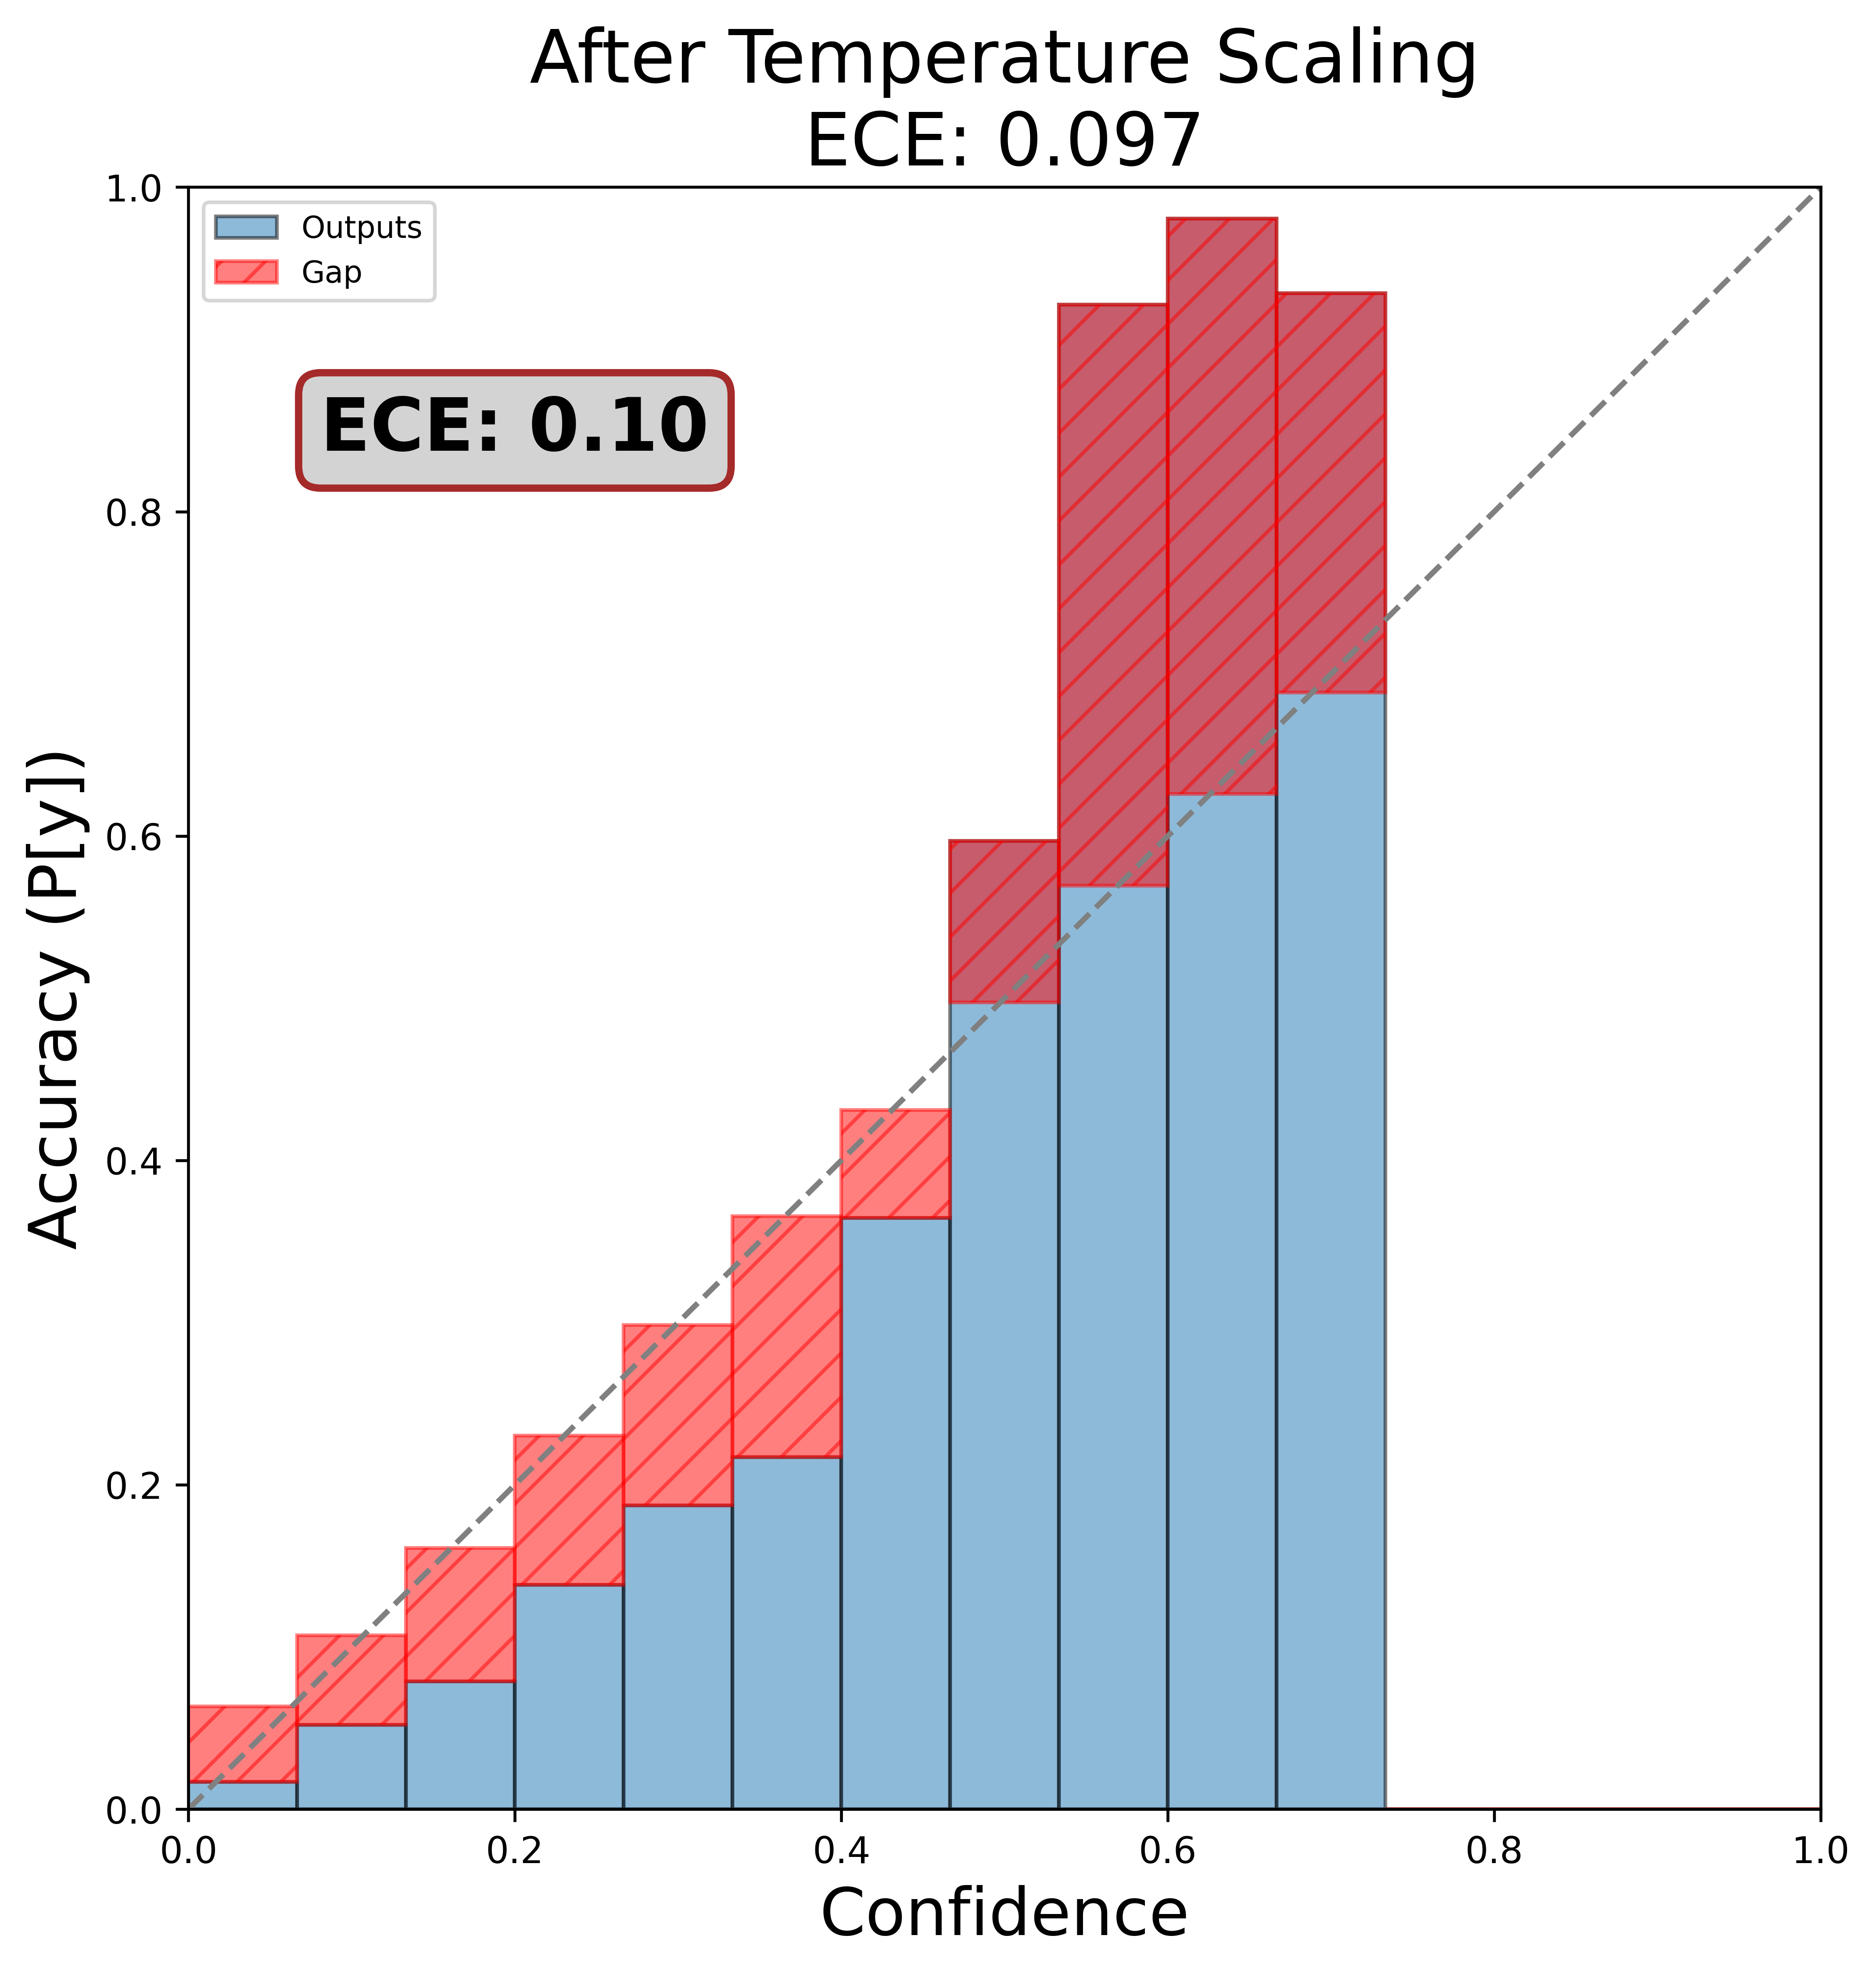 After Temperature Scaling
ECE: 0.097
Outputs
Gap
ECE: 0.10
Accuracy (P[y])
1.0
0.8
0.6
0.4
0.2
0.0
0.0 0.2 0.4 0.6 0.8 1.0
Confidence